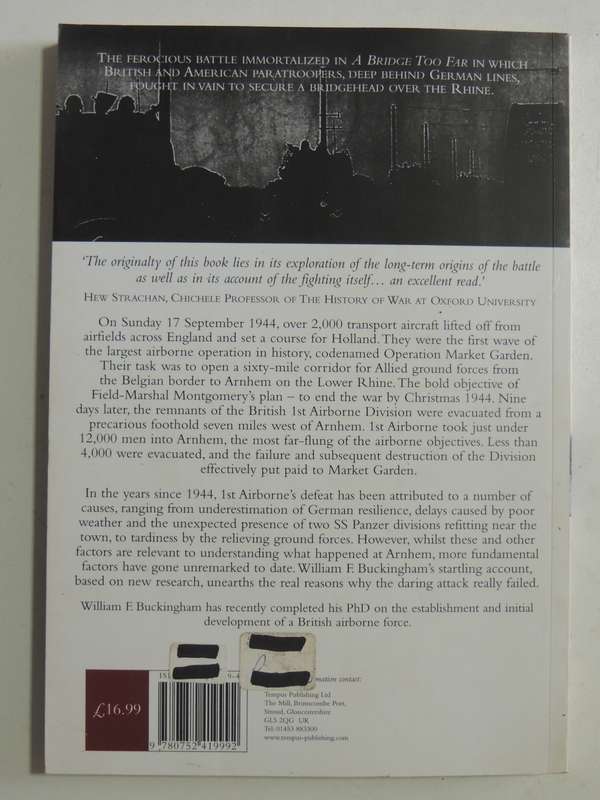 THE FEROCIOUS BATTLE IMMORTALIZED IN A BRIDGE TOO FAR IN WHICH
BRITISH AND AMERICAN PARATROOPERS, DEEP BEHIND GERMAN LINES,
FOUGHT IN VAIN TO SECURE A BRIDGEHEAD OVER THE RHINE.
'The originalty of this book lies in its exploration of the long-term origins of the battle
as well as in its account of the fighting itself... an excellent read.'
HEW STRACHAN, CHICHELE PROFESSOR OF THE HISTORY OF WAR AT OXFORD UNIVERSITY
On Sunday 17 September 1944, over 2,000 transport aircraft lifted off from
airfields across England and set a course for Holland. They were the first wave of
the largest airborne operation in history, codenamed Operation Market Garden.
Their task was to open a sixty-mile corridor for Allied ground forces from
the Belgian border to Arnhem on the Lower Rhine. The bold objective of
Field-Marshal Montgomery's plan – to end the war by Christmas 1944. Nine
days later, the remnants of the British 1st Airborne Division were evacuated from a
precarious foothold seven miles west of Arnhem. 1st Airborne took just under
12,000 men into Arnhem, the most far-flung of the airborne objectives. Less than
4,000 were evacuated, and the failure and subsequent destruction of the Division
effectively put paid to Market Garden.
In the years since 1944, 1st Airborne's defeat has been attributed to a number of
causes, ranging from underestimation of German resilience, delays caused by poor
weather and the unexpected presence of two SS Panzer divisions refitting near the
town, to tardiness by the relieving ground forces. However, whilst these and other
factors are relevant to understanding what happened at Arnhem, more fundamental
factors have gone unremarked to date. William F. Buckingham's startling account,
based on new research, unearths the real reasons why the daring attack really failed.
William F. Buckingham has recently completed his PhD on the establishment and initial
development of a British airborne force.
contact:
Tempus Publishing Ltd
The Mill, Brimscombe Port,
Stroud, Gloucestershire
GL5 2QG UK
Tel: 01453 883300
www.tempus-publishing.com
£16.99
9 780752 419992